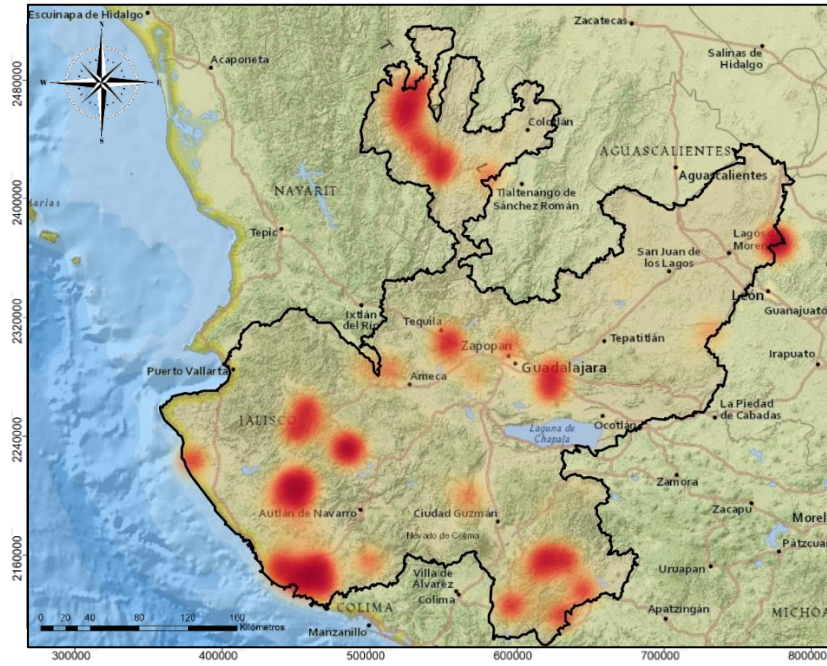 Escuinapa de Hidalgo
Zacatecas
Salinas de
Hidalgo
Acaponeta
N
W
S
Colotlán
AGUASCALIENTES
Aguascalientes
NAYARIT
Tlaltenango de
Sánchez Román
Marías
Tepic
Lagos de
Moreno
San Juan de
los Lagos
León
Guanajuato
Ixtlán
del Río
Tequila
Tepatitlán
Zapopan
Irapuato
Puerto Vallarta
Ameca
Guadalajara
La Piedad
de Cabadas
JALISCO
Ocotlán
Laguna de
Chapala
Zamora
Zacapu
Autlán de Navarro
Ciudad Guzmán
Morel
Nevado de Colima
Pátzcuar
Villa de
Álvarez
Uruapan
Colima
COLIMA
Apatzingán
MICHOA
Manzanillo
0 20 40 80 120 160
Kilómetros
2480000
2400000
2320000
2240000
2160000
300000 400000 500000 600000 700000 800000